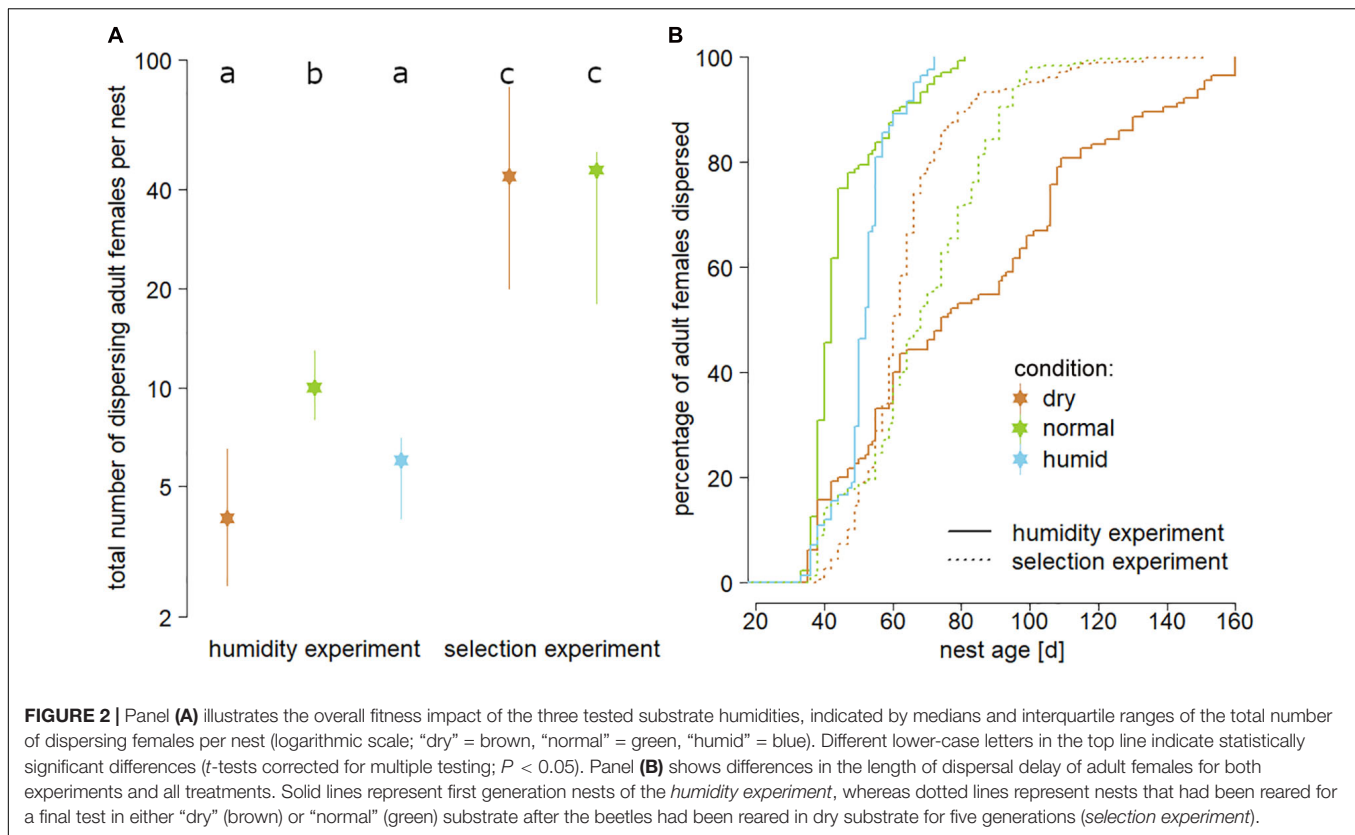 A
total number of dispersing adult females per nest
100
40
20
10
5
2
a b a c c
humidity experiment selection experiment
B
percentage of adult females dispersed
100
80
60
40
20
0
condition:
dry
normal
humid
humidity experiment
selection experiment
20 40 60 80 100 120 140 160
nest age [d]
FIGURE 2 | Panel (A) illustrates the overall fitness impact of the three tested substrate humidities, indicated by medians and interquartile ranges of the total number
of dispersing females per nest (logarithmic scale; “dry” = brown, “normal” = green, “humid” = blue). Different lower-case letters in the top line indicate statistically
significant differences (t-tests corrected for multiple testing; P < 0.05). Panel (B) shows differences in the length of dispersal delay of adult females for both
experiments and all treatments. Solid lines represent first generation nests of the humidity experiment, whereas dotted lines represent nests that had been reared for
a final test in either “dry” (brown) or “normal” (green) substrate after the beetles had been reared in dry substrate for five generations (selection experiment).